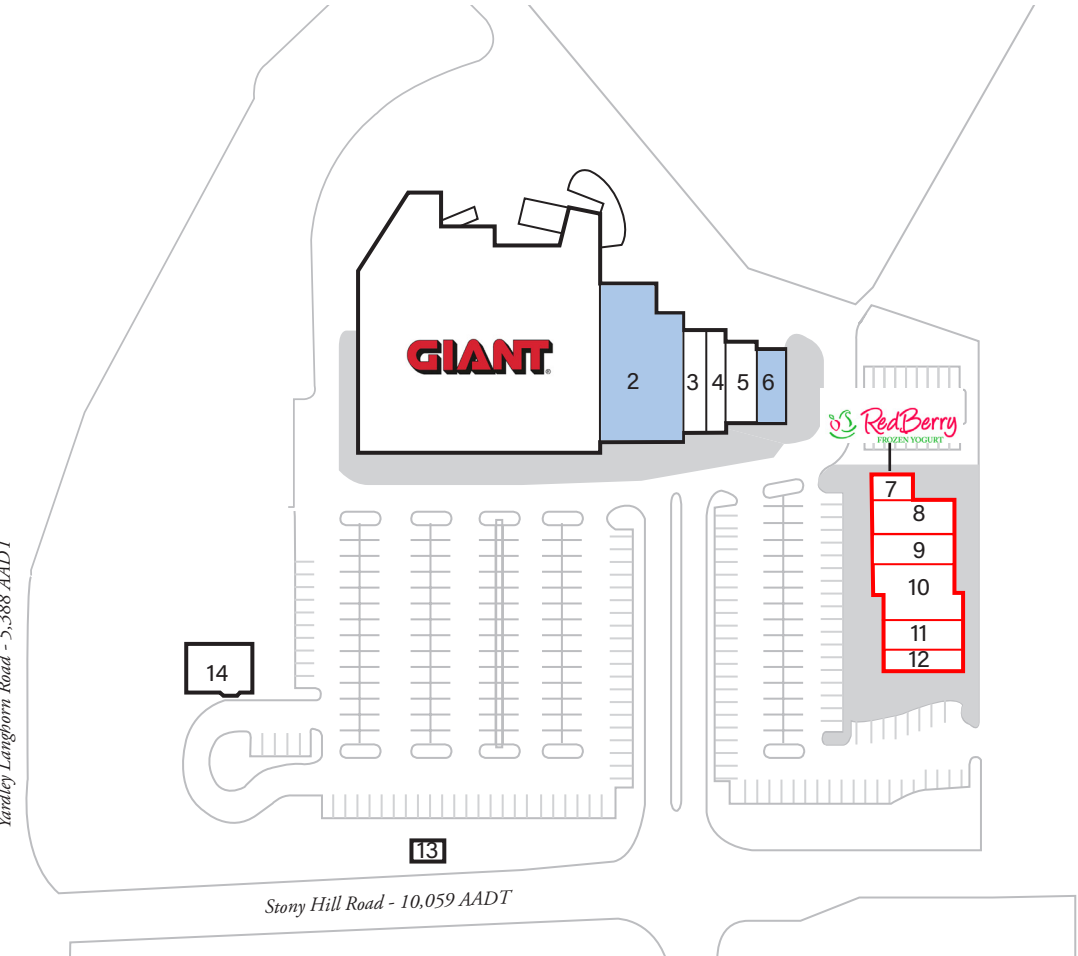 GIANT®
2
3
4
5
6
RedBerry
FROZEN YOGURT
7
8
9
10
11
12
14
13
Yardley Langhorn Road - 5,388 AADT
Stony Hill Road - 10,059 AADT